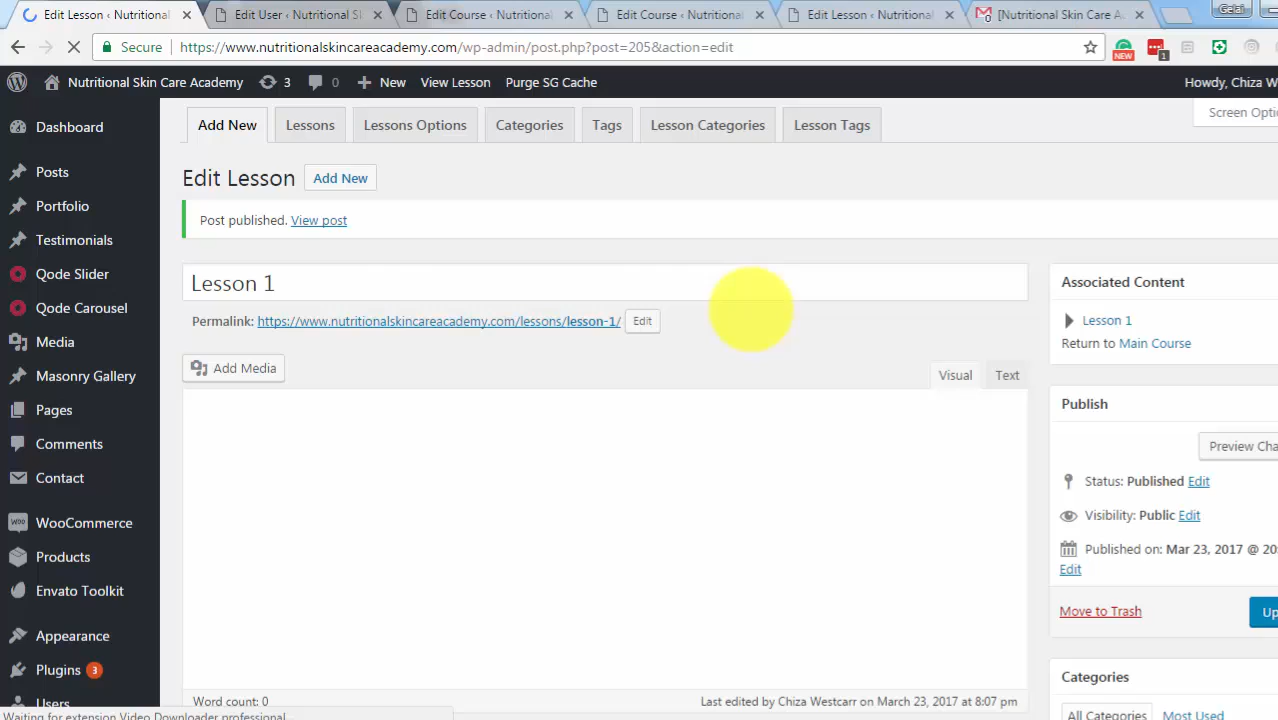 Edit Lesson ‹ Nutritional
Edit User ‹ Nutritional Sl
Edit Course ‹ Nutritional
Edit Course ‹ Nutritional
Edit Lesson ‹ Nutritional
[Nutritional Skin Care A
Gelai
Secure
https://www.nutritionalskincareacademy.com/wp-admin/post.php?post=205&action=edit
NEW
1
Nutritional Skin Care Academy
3
0
New
View Lesson
Purge SG Cache
Howdy, Chiza W
Add New
Lessons
Lessons Options
Categories
Tags
Lesson Categories
Lesson Tags
Screen Optio
Dashboard
Posts
Portfolio
Testimonials
Qode Slider
Qode Carousel
Media
Masonry Gallery
Pages
Comments
Contact
WOO
WooCommerce
Products
Envato Toolkit
Appearance
Plugins 3
Users
Edit Lesson
Add New
Post published. View post
Lesson 1
Permalink: https://www.nutritionalskincareacademy.com/lessons/lesson-1/ Edit
Add Media
Visual
Text
Word count: 0
Last edited by Chiza Westcarr on March 23, 2017 at 8:07 pm
Associated Content
Lesson 1
Return to Main Course
Publish
Preview Cha
Status: Published Edit
Visibility: Public Edit
Published on: Mar 23, 2017 @ 20
Edit
Move to Trash
Up
Categories
All Categories
Most Used
Waiting for extension Video Downloader professional...